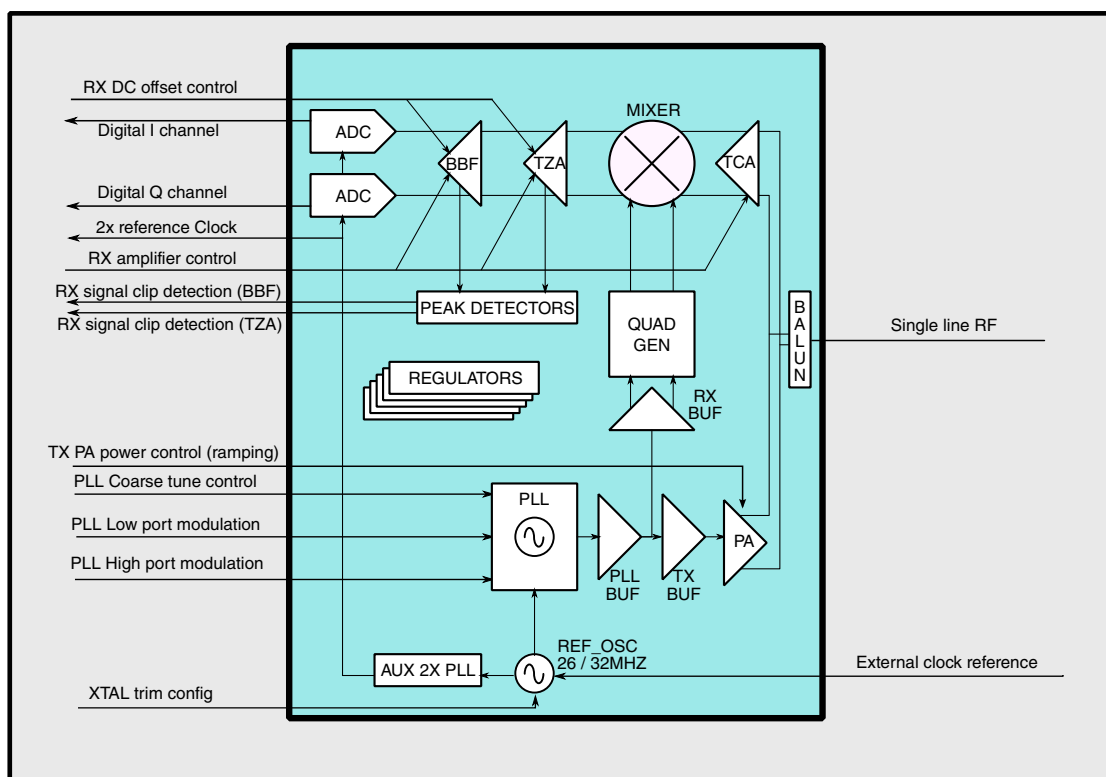 RX DC offset control
Digital I channel
Digital Q channel
2x reference Clock
RX amplifier control
RX signal clip detection (BBF)
RX signal clip detection (TZA)
ADC
ADC
BBF
TZA
MIXER
TCA
PEAK DETECTORS
QUAD
GEN
BALUN
Single line RF
REGULATORS
RX
BUF
TX PA power control (ramping)
PLL Coarse tune control
PLL Low port modulation
PLL High port modulation
PLL
PLL
BUF
TX
BUF
PA
REF_OSC
26 / 32MHZ
AUX 2X PLL
External clock reference
XTAL trim config